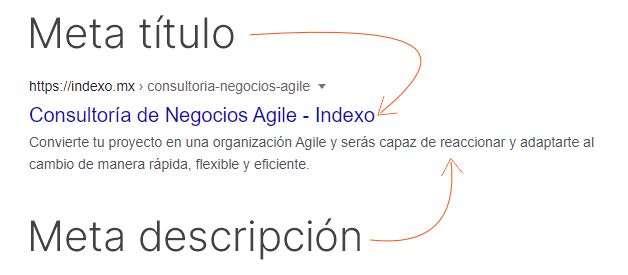 Meta título
https://indexo.mx › consultoria-negocios-agile
Consultoría de Negocios Agile - Indexo
Convierte tu proyecto en una organización Agile y serás capaz de reaccionar y adaptarte al
cambio de manera rápida, flexible y eficiente.
Meta descripción